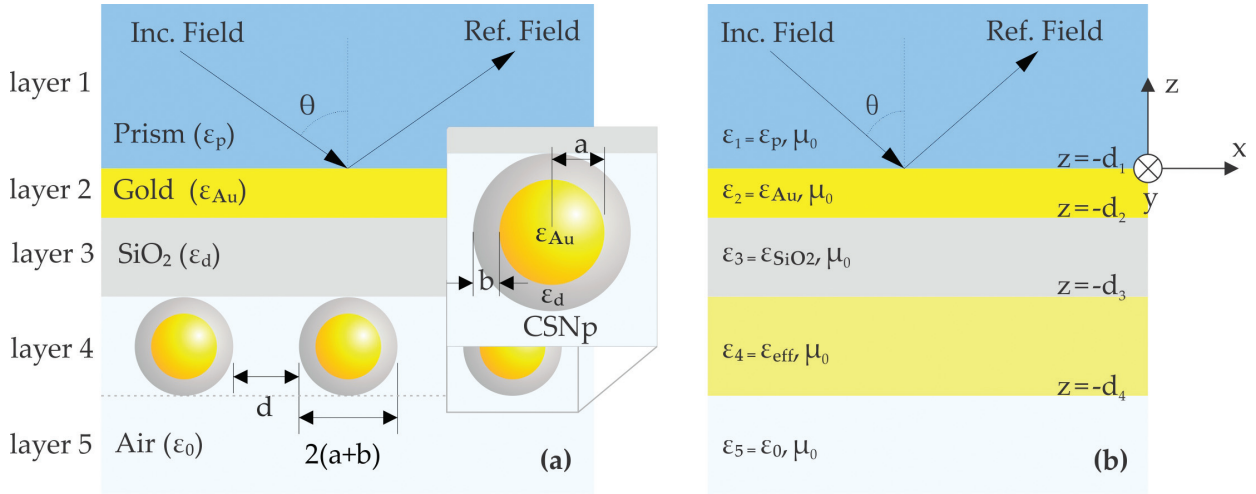 Inc. Field
Ref. Field
layer 1
θ
Prism (εp)
layer 2
Gold (εAu)
layer 3
SiO2 (εd)
layer 4
d
2(a+b)
layer 5
Air (ε0)
(a)
a
εAu
b
εd
CSNp
Inc. Field
Ref. Field
θ
z
x
y
ε1 = εp, μ0
z=-d1
ε2 = εAu, μ0
z=-d2
ε3 = εSiO2, μ0
z=-d3
ε4 = εeff, μ0
z=-d4
ε5 = ε0, μ0
(b)